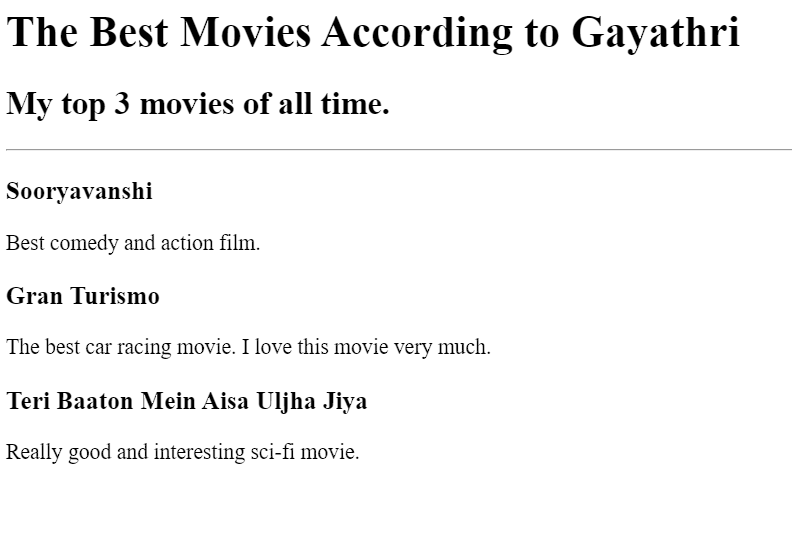 The Best Movies According to Gayathri
My top 3 movies of all time.
Sooryavanshi
Best comedy and action film.
Gran Turismo
The best car racing movie. I love this movie very much.
Teri Baaton Mein Aisa Uljha Jiya
Really good and interesting sci-fi movie.